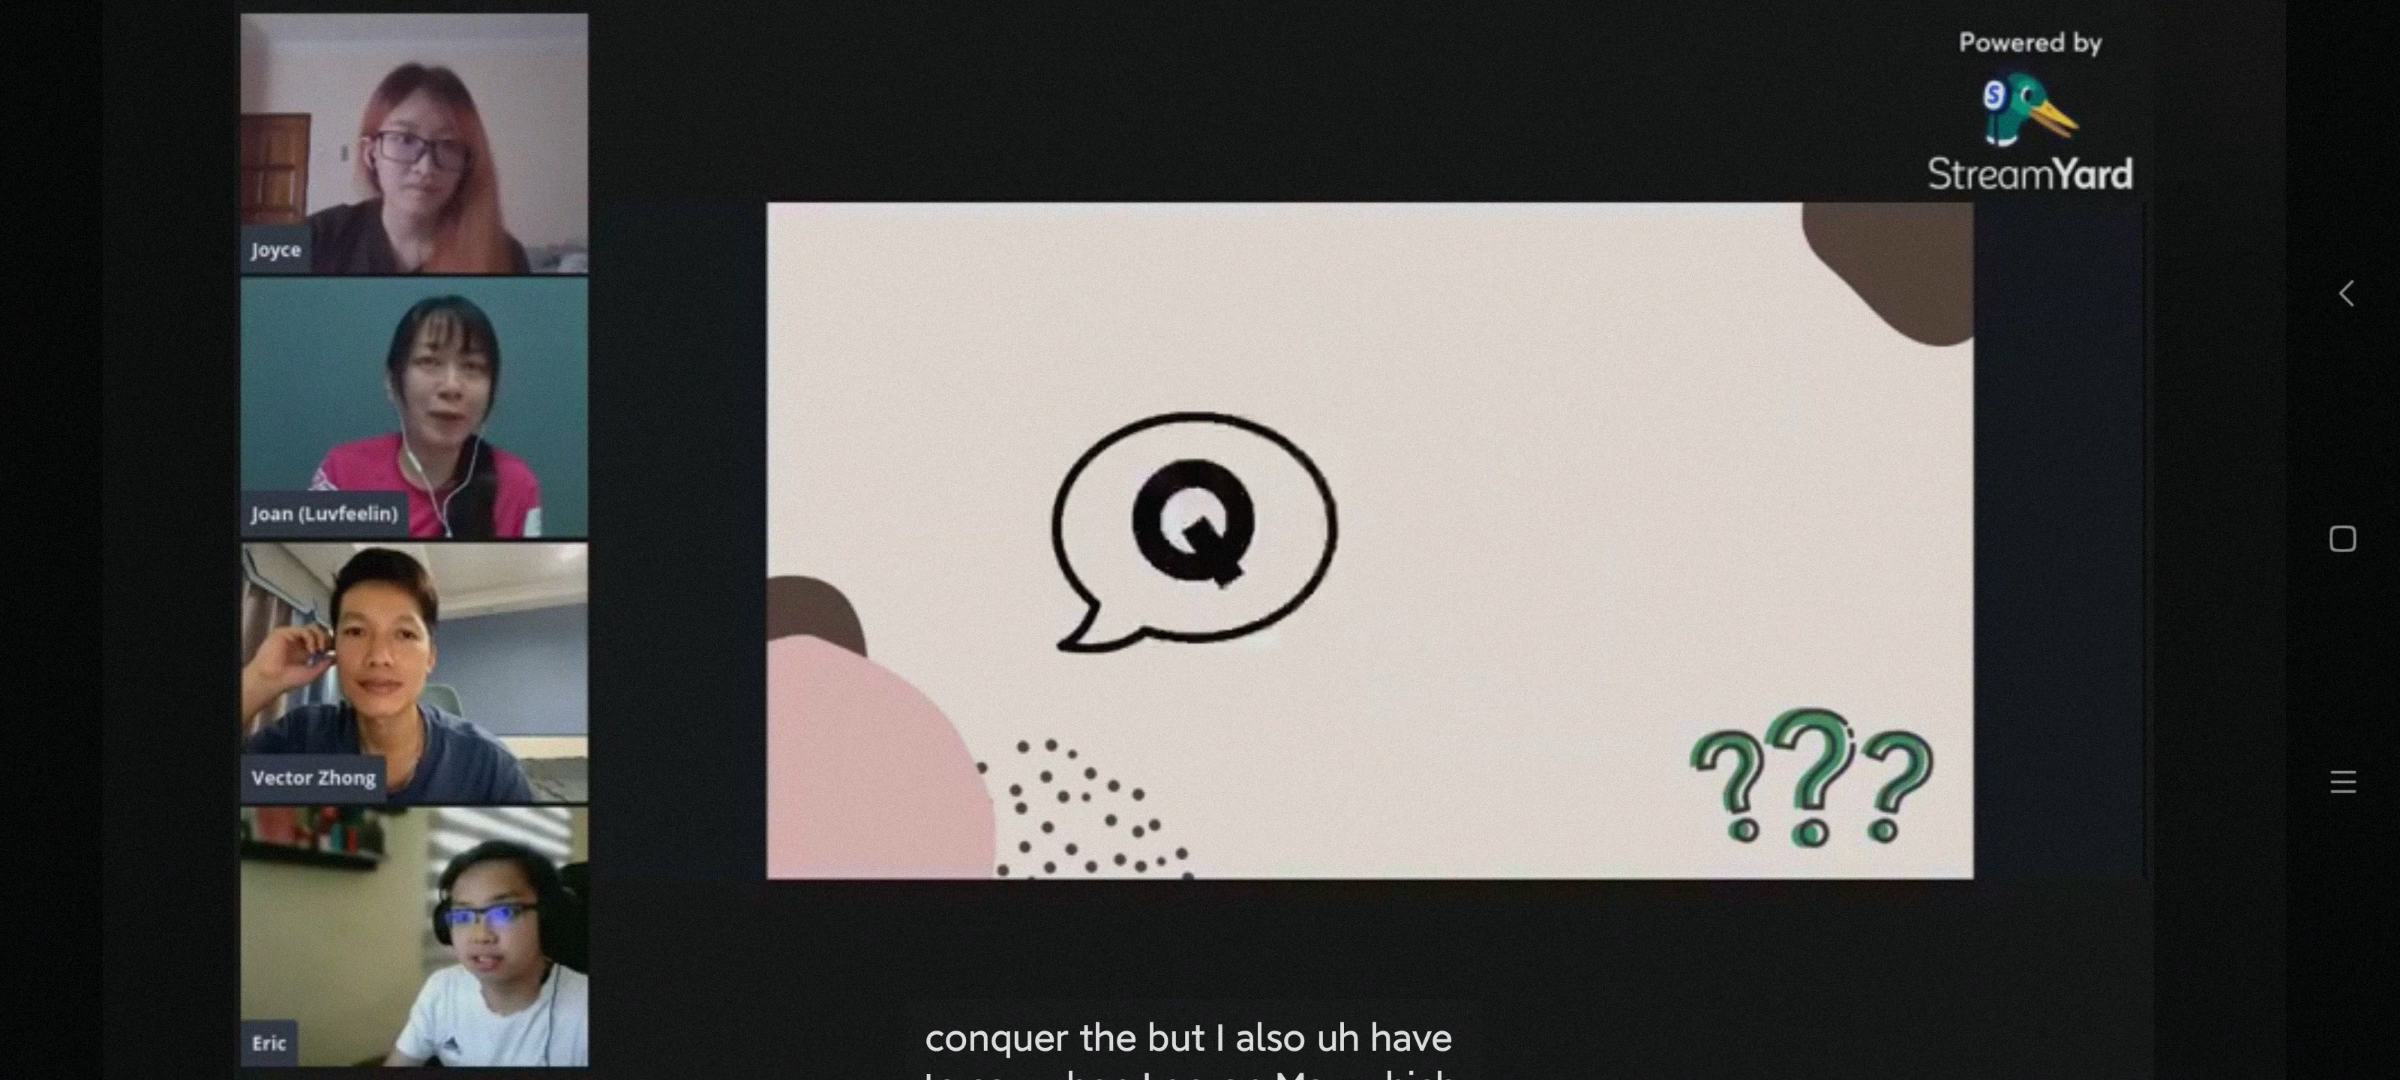 Powered by
S
StreamYard
Joyce
Joan (Luvfeelin)
Vector Zhong
Eric
Q
???
conquer the but I also uh have